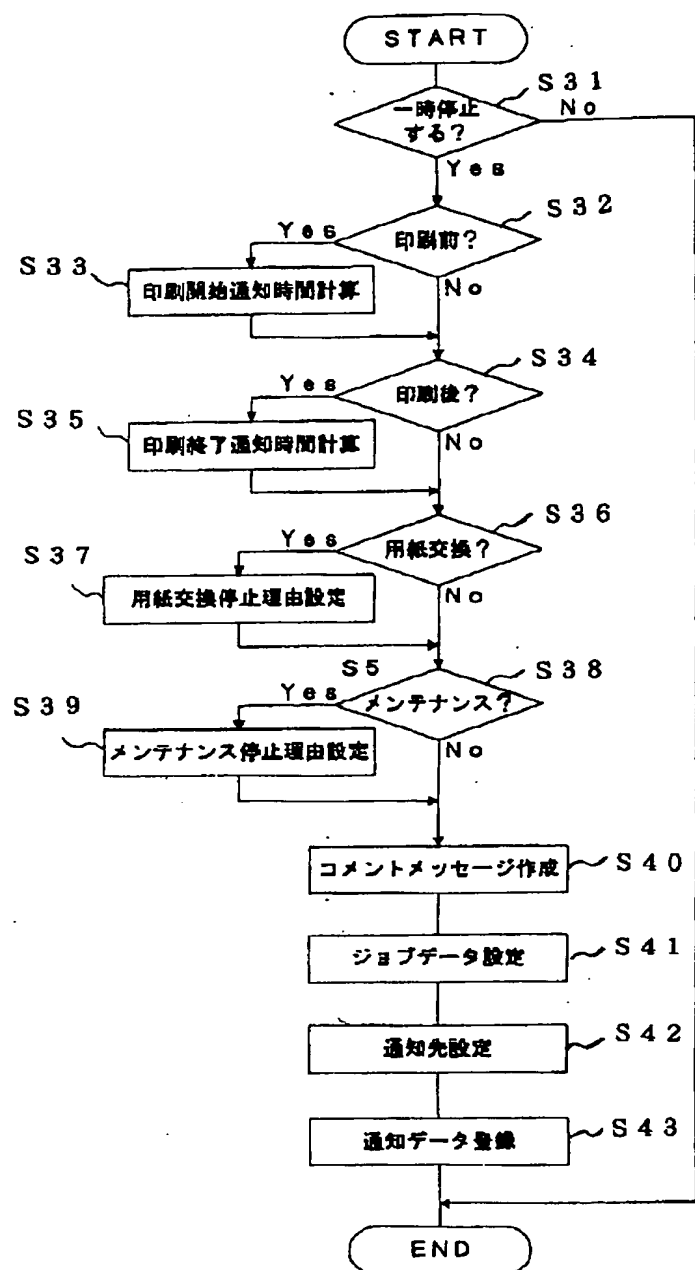 START
S31
一時停止
する?
No
Yes
S32
Yes
印刷前?
S33
印刷開始通知時間計算
No
S34
Yes
印刷後?
S35
印刷終了通知時間計算
No
S36
Yes
用紙交換?
S37
用紙交換停止理由設定
No
S5
S38
Yes
メンテナンス?
S39
メンテナンス停止理由設定
No
コメントメッセージ作成
S40
ジョブデータ設定
S41
通知先設定
S42
通知データ登録
S43
END